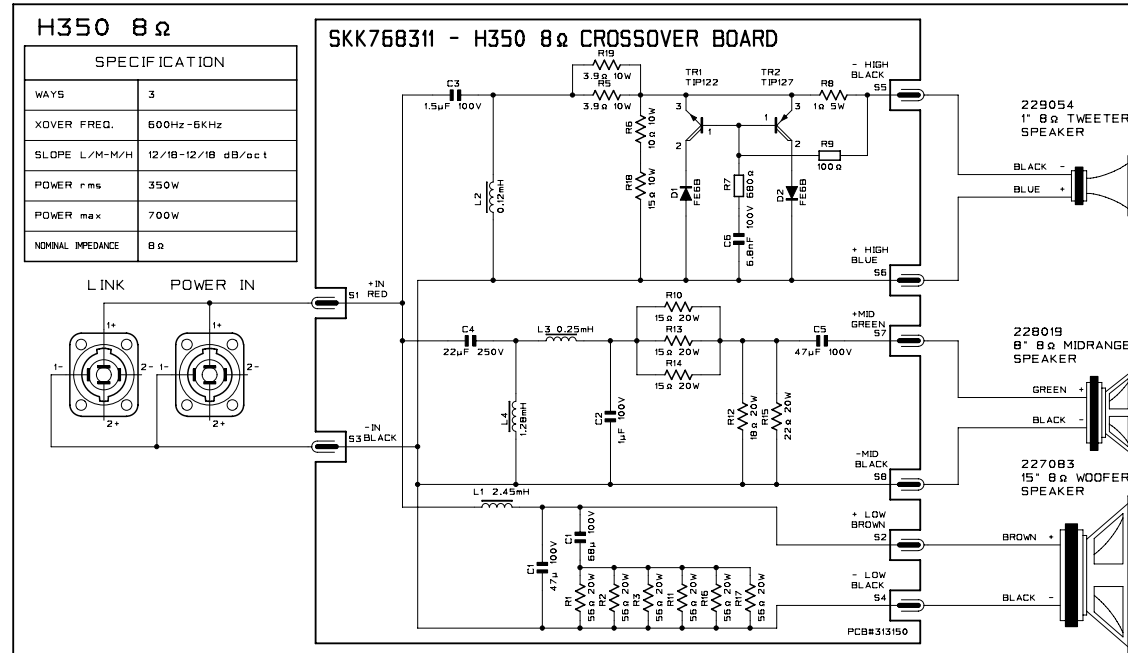 H350 8Ω
SPECIFICATION
WAYS 3
XOVER FREQ. 600Hz-6KHz
SLOPE L/M-M/H 12/18-12/18 dB/oct
POWER rms 350W
POWER max 700W
NOMINAL IMPEDANCE 8Ω
LINK POWER IN
1+ 1+
1- 2- 1- 2-
2+ 2+
SKK768311 - H350 8Ω CROSSOVER BOARD
S1 +IN
RED
S3 -IN
BLACK
C3
1.5µF 100V
L2
0.12mH
R19
3.9Ω 10W
R5
3.9Ω 10W
R6
10Ω 10W
R18
15Ω 10W
TR1
TIP122
3
1
2
TR2
TIP127
3
1
2
D1
FE6B
R7
680Ω
C6
6.8nF 100V
D2
FE6B
R8
1Ω 5W
R9
100Ω
- HIGH
BLACK
S5
+ HIGH
BLUE
S6
C4
22µF 250V
L3 0.25mH
L4
1.28mH
C2
1µF 100V
R10
15Ω 20W
R13
15Ω 20W
R14
15Ω 20W
R12
18Ω 20W
R15
22Ω 20W
C5
47µF 100V
+MID
GREEN
S7
-MID
BLACK
S8
L1 2.45mH
C1
47µ 100V
C1
68µ 100V
R1
56Ω 20W
R2
56Ω 20W
R3
56Ω 20W
R11
56Ω 20W
R16
56Ω 20W
R17
56Ω 20W
+ LOW
BROWN
S2
- LOW
BLACK
S4
PCB#313150
229054
1" 8Ω TWEETER
SPEAKER
BLACK -
BLUE +
228019
8" 8Ω MIDRANGE
SPEAKER
GREEN +
BLACK -
227083
15" 8Ω WOOFER
SPEAKER
BROWN +
BLACK -